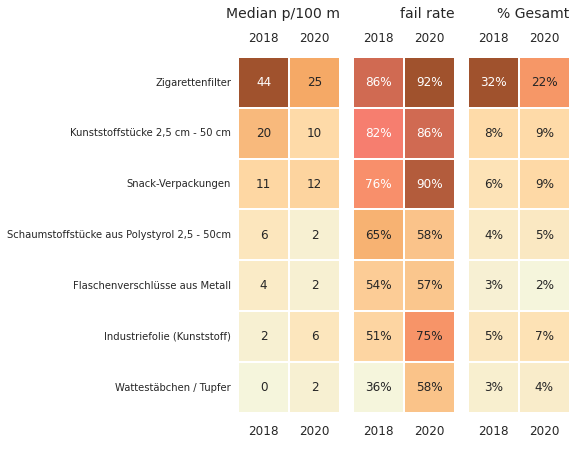 Median p/100 m fail rate % Gesamt
2018 2020 2018 2020 2018 2020
Zigarettenfilter 44 25 86% 92% 32% 22%
Kunststoffstücke 2,5 cm - 50 cm 20 10 82% 86% 8% 9%
Snack-Verpackungen 11 12 76% 90% 6% 9%
Schaumstoffstücke aus Polystyrol 2,5 - 50cm 6 2 65% 58% 4% 5%
Flaschenverschlüsse aus Metall 4 2 54% 57% 3% 2%
Industriefolie (Kunststoff) 2 6 51% 75% 5% 7%
Wattestäbchen / Tupfer 0 2 36% 58% 3% 4%
2018 2020 2018 2020 2018 2020